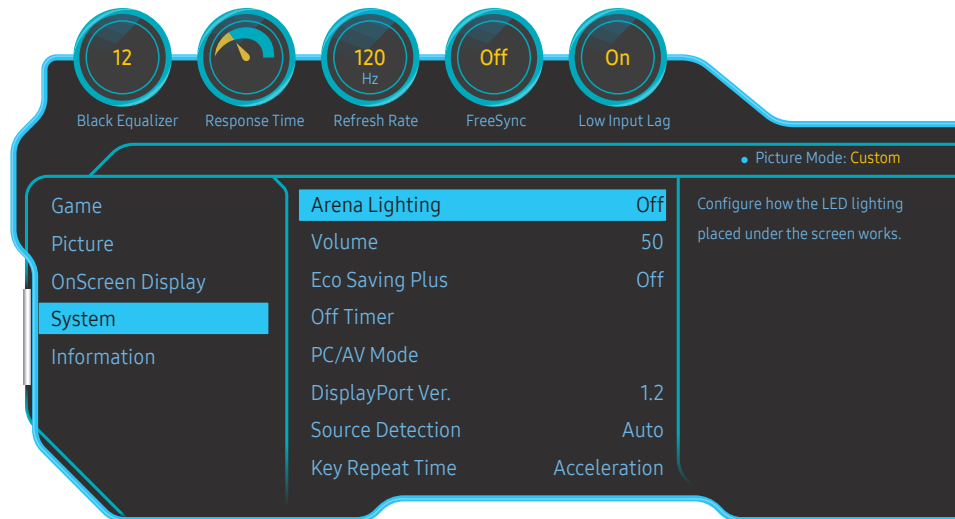 12
120
Hz
Off
On
Black Equalizer
Response Time
Refresh Rate
FreeSync
Low Input Lag
Picture Mode: Custom
Game
Picture
OnScreen Display
System
Information
Arena Lighting Off
Volume 50
Eco Saving Plus Off
Off Timer
PC/AV Mode
DisplayPort Ver. 1.2
Source Detection Auto
Key Repeat Time Acceleration
Configure how the LED lighting
placed under the screen works.